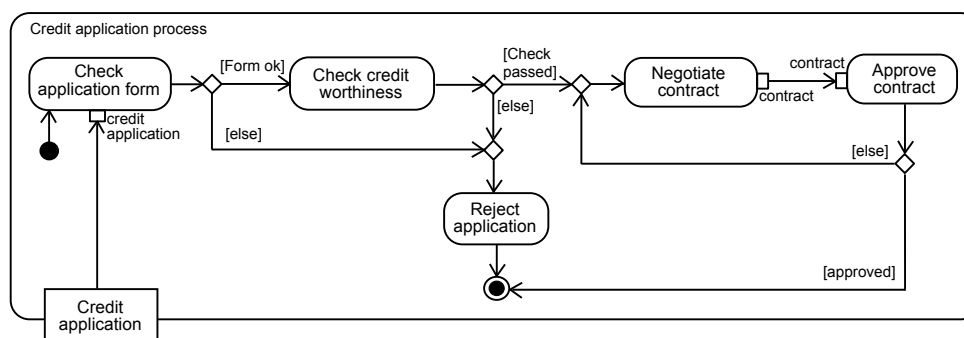 Credit application process
Check
application form
[Form ok]
Check credit
worthiness
[Check
passed]
Negotiate
contract
contract
contract
Approve
contract
credit
application
[else]
[else]
[else]
Reject
application
[approved]
Credit
application